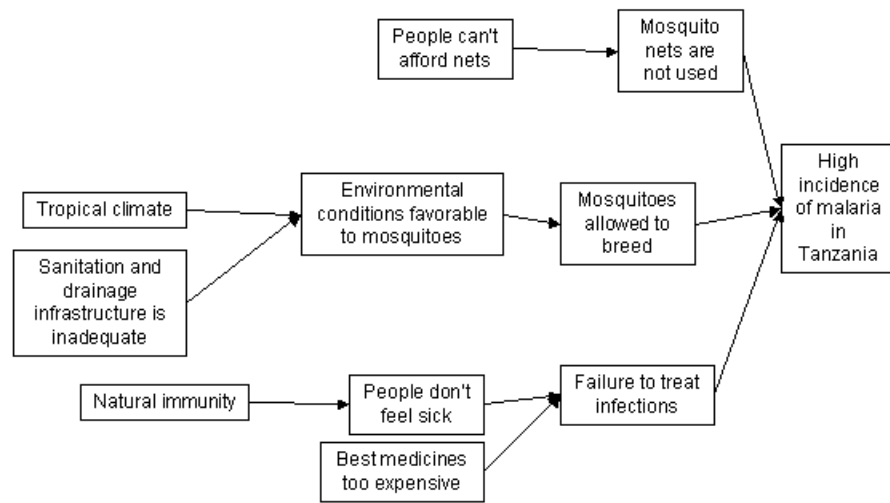 People can't
afford nets
Mosquito
nets are
not used
High
incidence
of malaria
in
Tanzania
Tropical climate
Environmental
conditions favorable
to mosquitoes
Mosquitoes
allowed to
breed
Sanitation and
drainage
infrastructure is
inadequate
Natural immunity
People don't
feel sick
Failure to treat
infections
Best medicines
too expensive